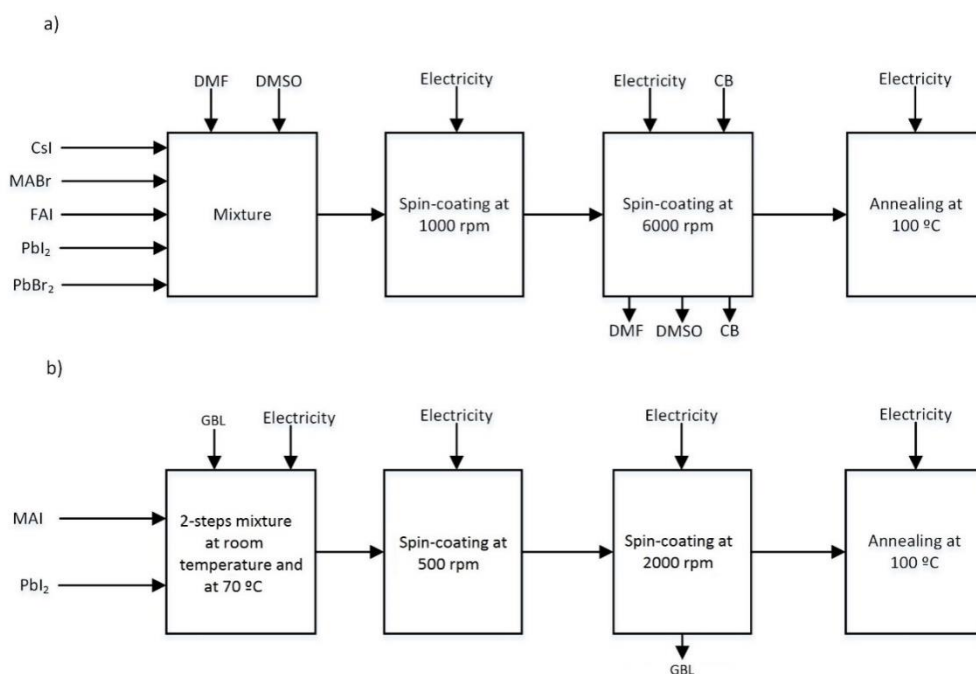 a)
DMF
DMSO
Electricity
Electricity
CB
Electricity
CsI
MABr
FAI
PbI₂
PbBr₂
Mixture
Spin-coating at
1000 rpm
Spin-coating at
6000 rpm
Annealing at
100 ºC
DMF
DMSO
CB
b)
GBL
Electricity
Electricity
Electricity
Electricity
MAI
PbI₂
2-steps mixture
at room
temperature and
at 70 ºC
Spin-coating at
500 rpm
Spin-coating at
2000 rpm
Annealing at
100 ºC
GBL